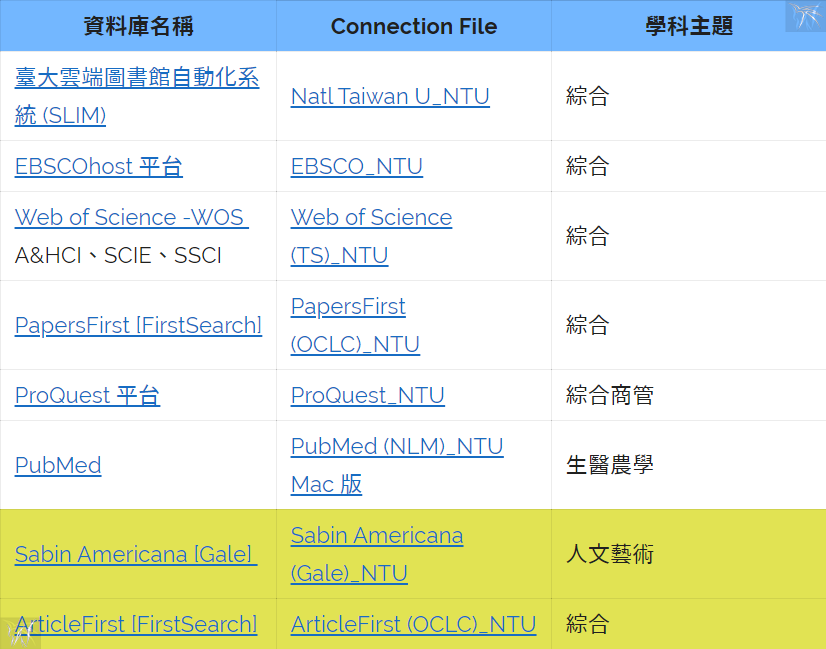 資料庫名稱 Connection File 學科主題
臺大雲端圖書館自動化系
統 (SLIM)
Natl Taiwan U_NTU
綜合
EBSCOhost 平台 EBSCO_NTU 綜合
Web of Science -WOS
A&HCI、SCIE、SSCI
Web of Science
(TS)_NTU
綜合
PapersFirst [FirstSearch]
PapersFirst
(OCLC)_NTU
綜合
ProQuest 平台 ProQuest_NTU 綜合商管
PubMed
PubMed (NLM)_NTU
Mac 版
生醫農學
Sabin Americana [Gale]
Sabin Americana
(Gale)_NTU
人文藝術
ArticleFirst [FirstSearch] ArticleFirst (OCLC)_NTU 綜合